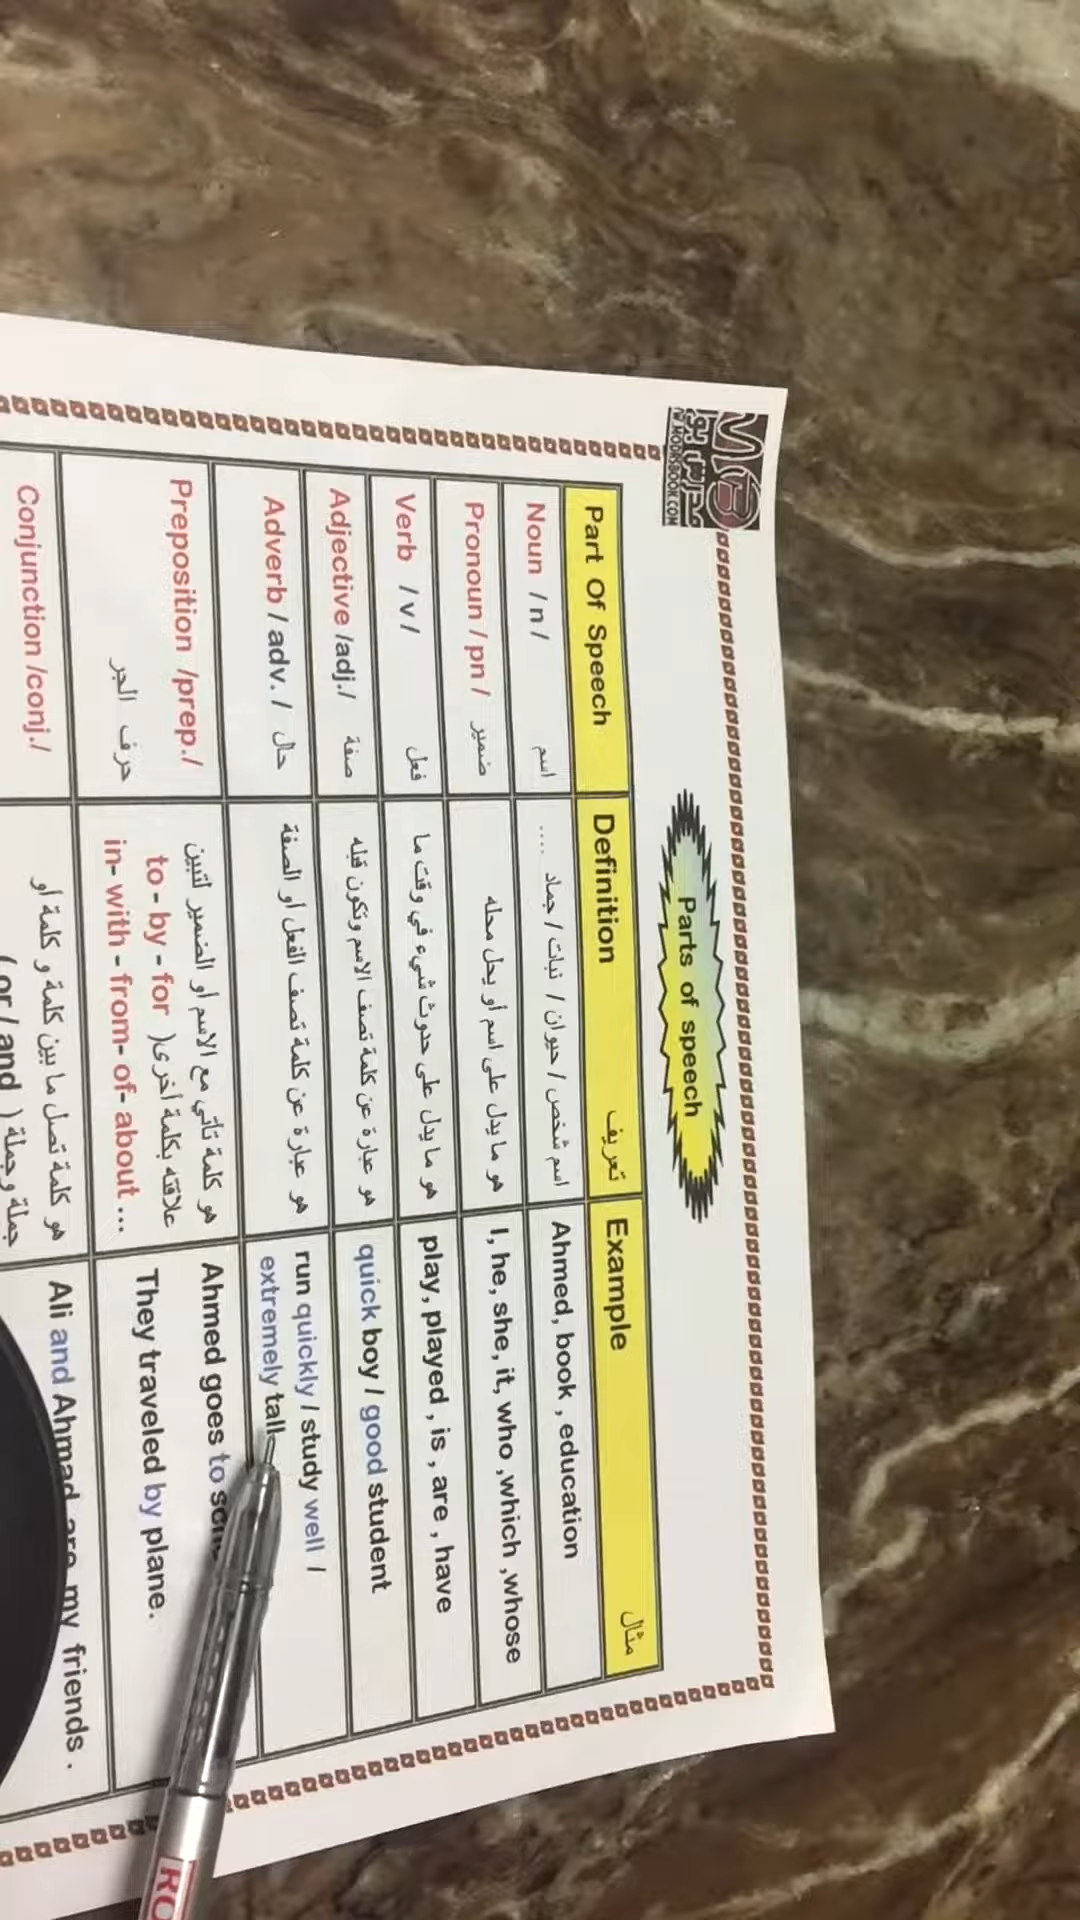 مدرس بوك
W.MODRSBOOK.COM
Parts of speech
Part Of Speech
Definition تعريف
Example مثال
Noun / n / اسم
اسم شخص / حيوان / نبات / جماد ....
Ahmed, book , education
Pronoun / pn / ضمير
هو ما يدل على اسم أو يحل محله
I, he, she, it, who ,which ,whose
Verb / v / فعل
هو ما يدل على حدوث شيء في وقت ما
play, played , is , are , have
Adjective /adj./ صفة
هو عبارة عن كلمة تصف الاسم وتكون قبله
quick boy / good student
Adverb / adv. / حال
هو عبارة عن كلمة تصف الفعل أو الصفة
run quickly / study well /
extremely tall
Preposition /prep./
حرف الجر
هو كلمة تأتي مع الاسم أو الضمير لتبين
علاقته بكلمة أخرى( to - by - for
in- with - from- of- about ...
Ahmed goes to
They traveled by plane.
Conjunction /conj./
هو كلمة تصل ما بين كلمة و كلمة أو
جملة وجملة ( or / and )
Ali and Ahmad are my friends .